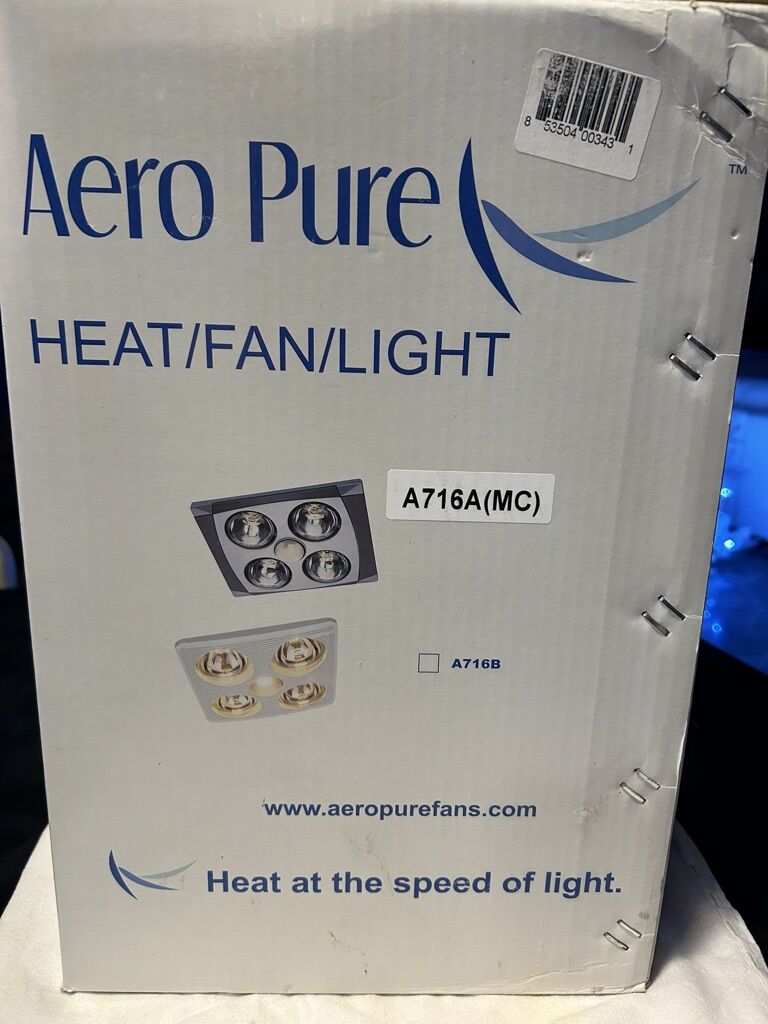 8 53504 00343 1
Aero Pure TM
HEAT/FAN/LIGHT
A716A(MC)
A716B
www.aeropurefans.com
Heat at the speed of light.